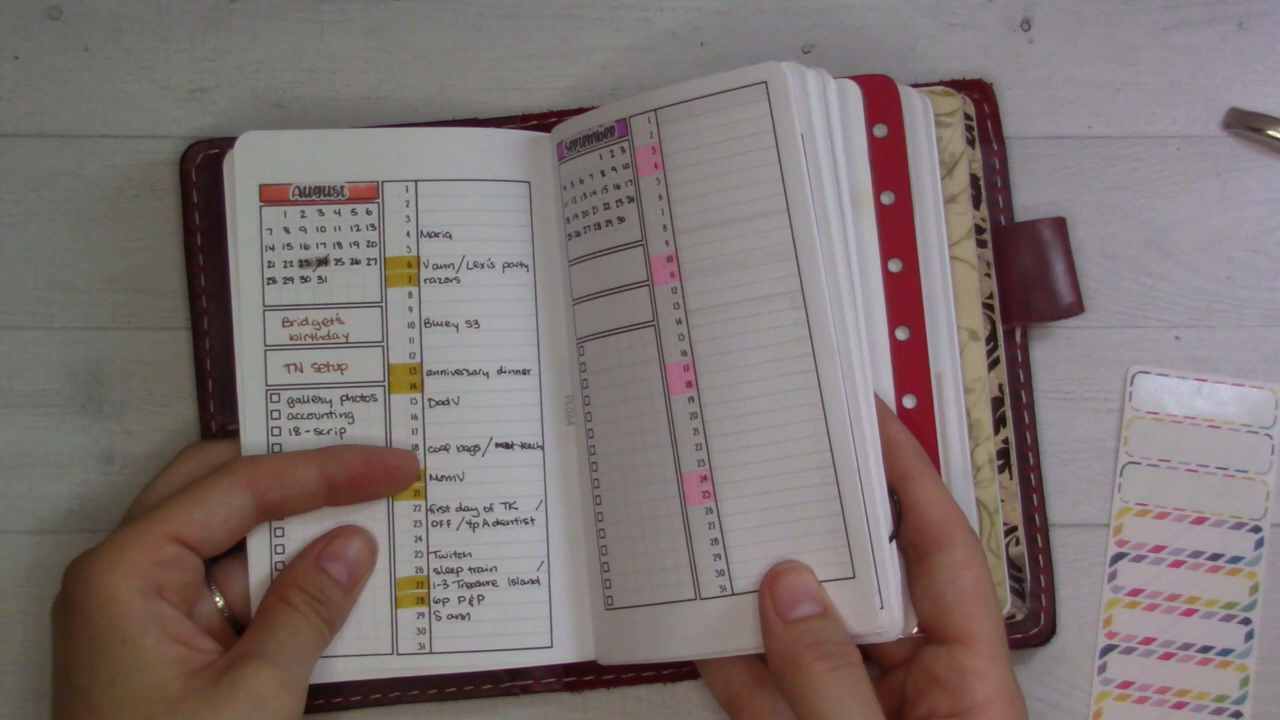 August
1 2 3 4 5 6
7 8 9 10 11 12 13
14 15 16 17 18 19 20
21 22 23 24 25 26 27
28 29 30 31
Bridget's
birthday
TN setup
gallery photos
accounting
18-scrip
1
2
3
4 Maria
5
6 V ann/Lexi's party
7 razors
8
9
10 Bluey S3
11
12
13 anniversary dinner
14
15 Dad V
16
17
18 coal bags/
Mom V
21
22 first day of TK /
23 OFF/4p A dentist
24
25 Twitch
26 sleep train /
27 1-3 Treasure Island
28 6p P&P
29 S ann
30
31
September
1 2 3
4 5 6 7 8 9 10
11 12 13 14 15 16 17
18 19 20 21 22 23 24
25 26 27 28 29 30
1
2
3
4
5
6
7
8
9
10
11
12
13
14
15
16
17
18
19
20
21
22
23
24
25
26
27
28
29
30
31